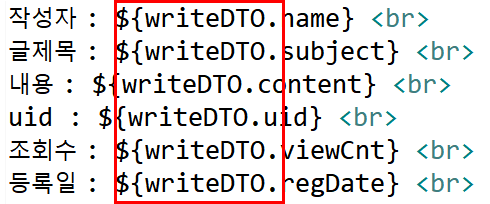 작성자 : ${writeDTO.name} <br>
글제목 : ${writeDTO.subject} <br>
내용 : ${writeDTO.content} <br>
uid : ${writeDTO.uid} <br>
조회수 : ${writeDTO.viewCnt} <br>
등록일 : ${writeDTO.regDate} <br>